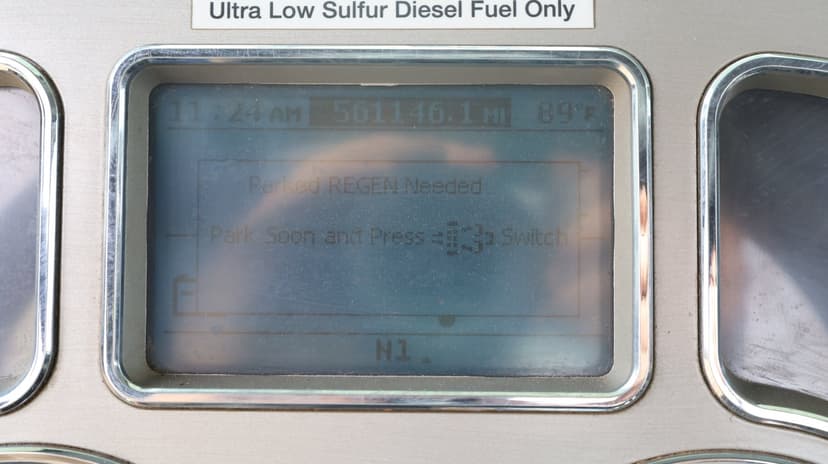 Ultra Low Sulfur Diesel Fuel Only
11:24 AM 561146.1 MI 89°F
Parked REGEN Needed
Park Soon and Press Switch
N1